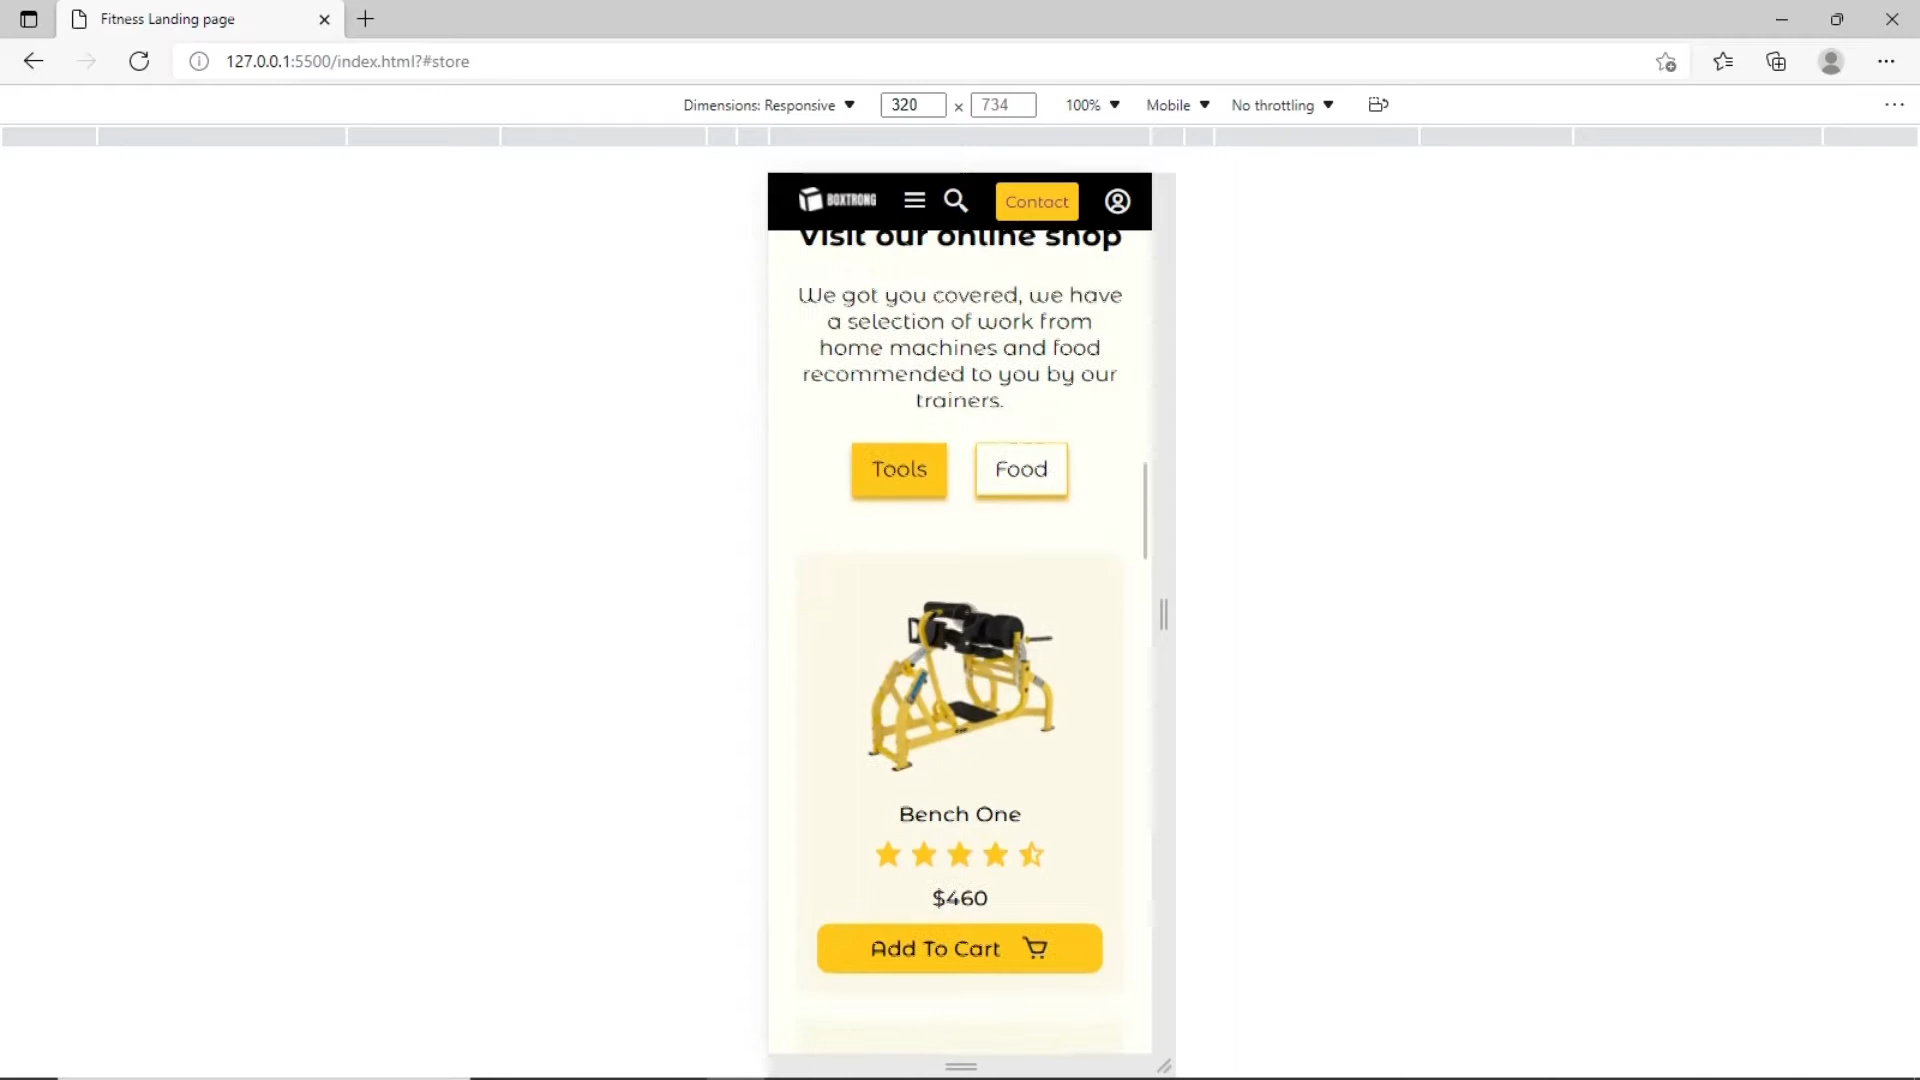 Fitness Landing page
127.0.0.1:5500/index.html?#store
Dimensions: Responsive 320 x 734 100% Mobile No throttling
BOXTRONG Contact
Visit our online shop
We got you covered, we have
a selection of work from
home machines and food
recommended to you by our
trainers.
Tools Food
Bench One
$460
Add To Cart